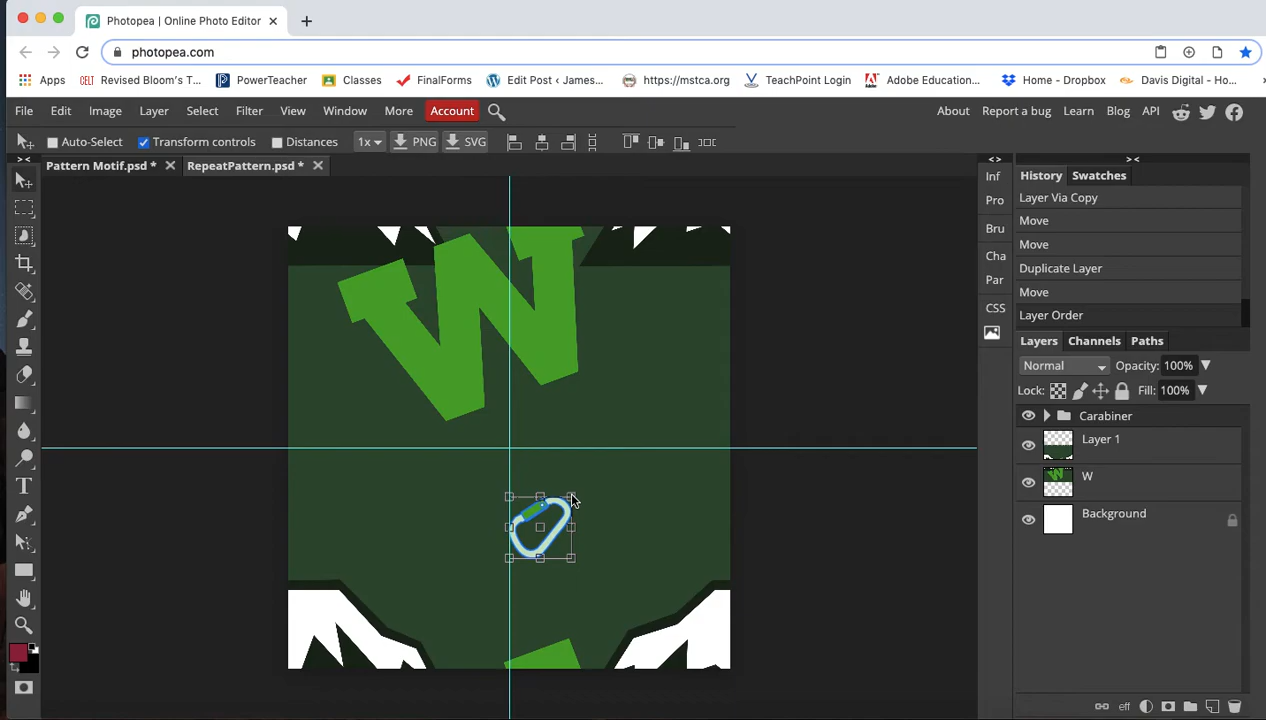 Photopea | Online Photo Editor
photopea.com
Apps CELT Revised Bloom's T... P PowerTeacher Classes FinalForms Edit Post ‹ James... https://mstca.org TeachPoint Login Adobe Education... Home - Dropbox Davis Digital - Ho...
File Edit Image Layer Select Filter View Window More Account About Report a bug Learn Blog API
Auto-Select Transform controls Distances 1x PNG SVG
Pattern Motif.psd * RepeatPattern.psd *
> < < > > <
Inf History Swatches
Layer Via Copy
Pro
Move
Bru
Move
Cha
Duplicate Layer
Par
Move
CSS Layer Order
Layers Channels Paths
Normal Opacity: 100%
Lock: Fill: 100%
Carabiner
Layer 1
W
Background
W
T
eff